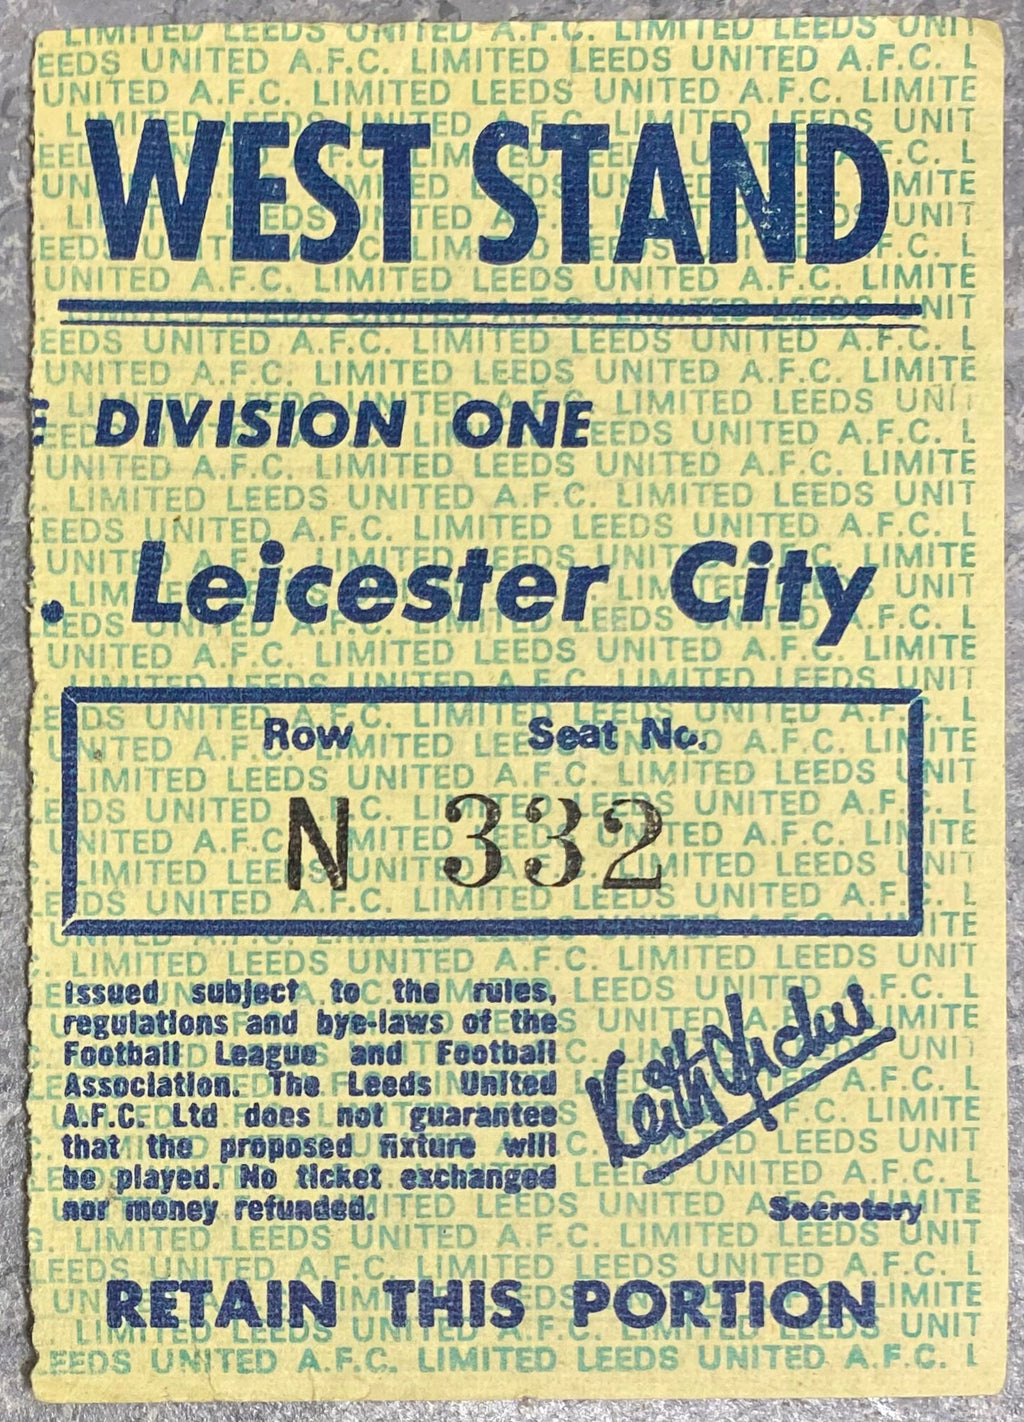 WEST STAND
DIVISION ONE
. Leicester City
Row Seat No.
N 332
Issued subject to the rules,
regulations and bye-laws of the
Football League and Football
Association. The Leeds United
A.F.C. Ltd does not guarantee
that the proposed fixture will
be played. No ticket exchanged
nor money refunded.
Keith Archer
Secretary
RETAIN THIS PORTION